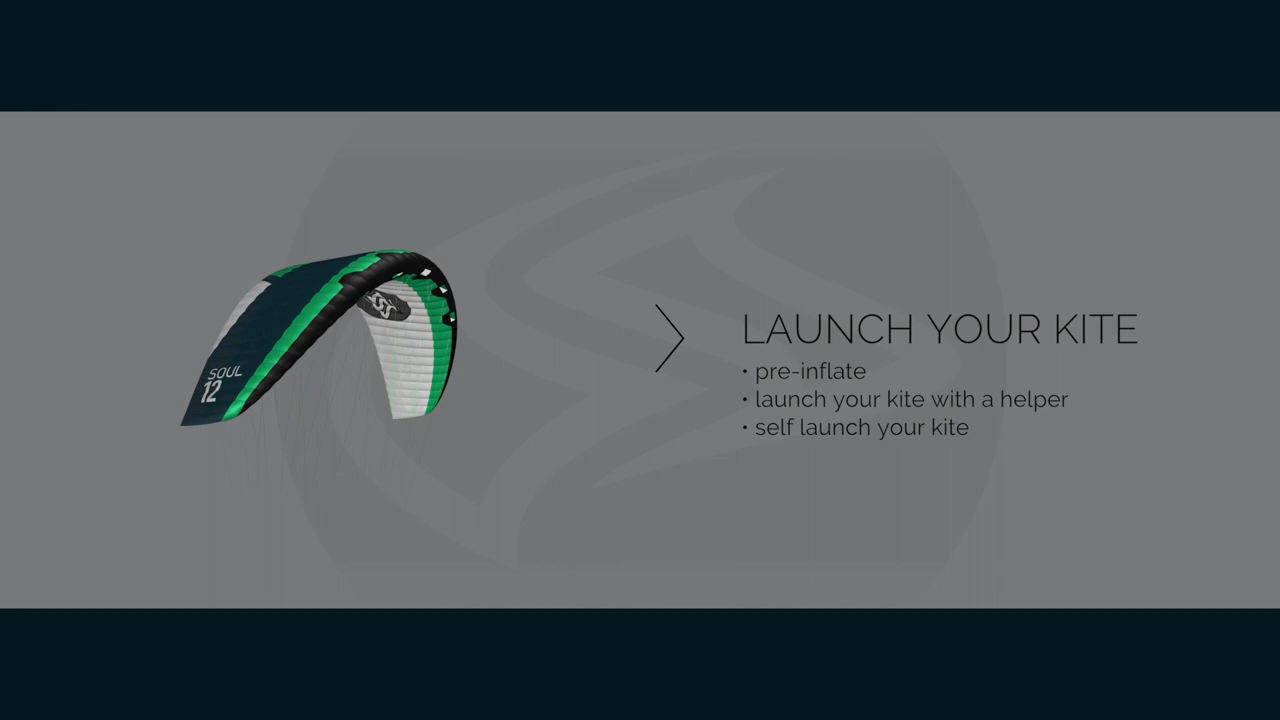 SOUL
12
LAUNCH YOUR KITE
• pre-inflate
• launch your kite with a helper
• self launch your kite